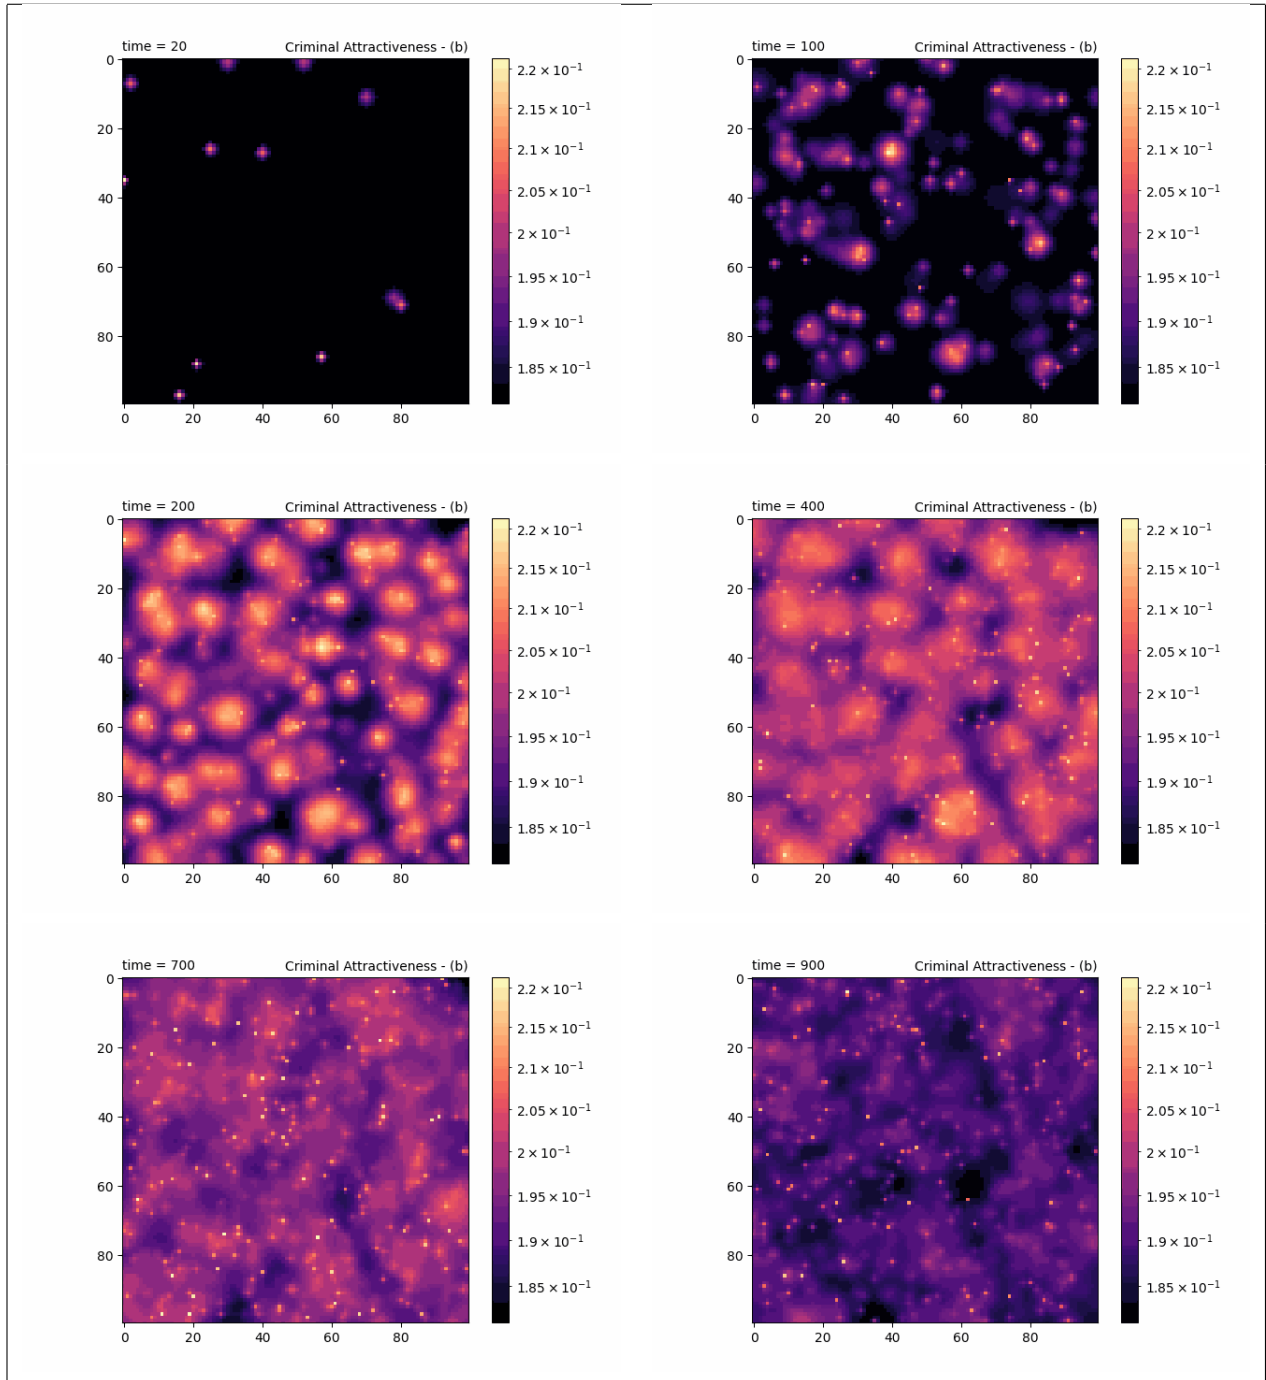 time = 20 Criminal Attractiveness - (b)
0
20
40
60
80
0 20 40 60 80
2.2 × 10⁻¹
2.15 × 10⁻¹
2.1 × 10⁻¹
2.05 × 10⁻¹
2 × 10⁻¹
1.95 × 10⁻¹
1.9 × 10⁻¹
1.85 × 10⁻¹
time = 100 Criminal Attractiveness - (b)
0
20
40
60
80
0 20 40 60 80
2.2 × 10⁻¹
2.15 × 10⁻¹
2.1 × 10⁻¹
2.05 × 10⁻¹
2 × 10⁻¹
1.95 × 10⁻¹
1.9 × 10⁻¹
1.85 × 10⁻¹
time = 200 Criminal Attractiveness - (b)
0
20
40
60
80
0 20 40 60 80
2.2 × 10⁻¹
2.15 × 10⁻¹
2.1 × 10⁻¹
2.05 × 10⁻¹
2 × 10⁻¹
1.95 × 10⁻¹
1.9 × 10⁻¹
1.85 × 10⁻¹
time = 400 Criminal Attractiveness - (b)
0
20
40
60
80
0 20 40 60 80
2.2 × 10⁻¹
2.15 × 10⁻¹
2.1 × 10⁻¹
2.05 × 10⁻¹
2 × 10⁻¹
1.95 × 10⁻¹
1.9 × 10⁻¹
1.85 × 10⁻¹
time = 700 Criminal Attractiveness - (b)
0
20
40
60
80
0 20 40 60 80
2.2 × 10⁻¹
2.15 × 10⁻¹
2.1 × 10⁻¹
2.05 × 10⁻¹
2 × 10⁻¹
1.95 × 10⁻¹
1.9 × 10⁻¹
1.85 × 10⁻¹
time = 900 Criminal Attractiveness - (b)
0
20
40
60
80
0 20 40 60 80
2.2 × 10⁻¹
2.15 × 10⁻¹
2.1 × 10⁻¹
2.05 × 10⁻¹
2 × 10⁻¹
1.95 × 10⁻¹
1.9 × 10⁻¹
1.85 × 10⁻¹